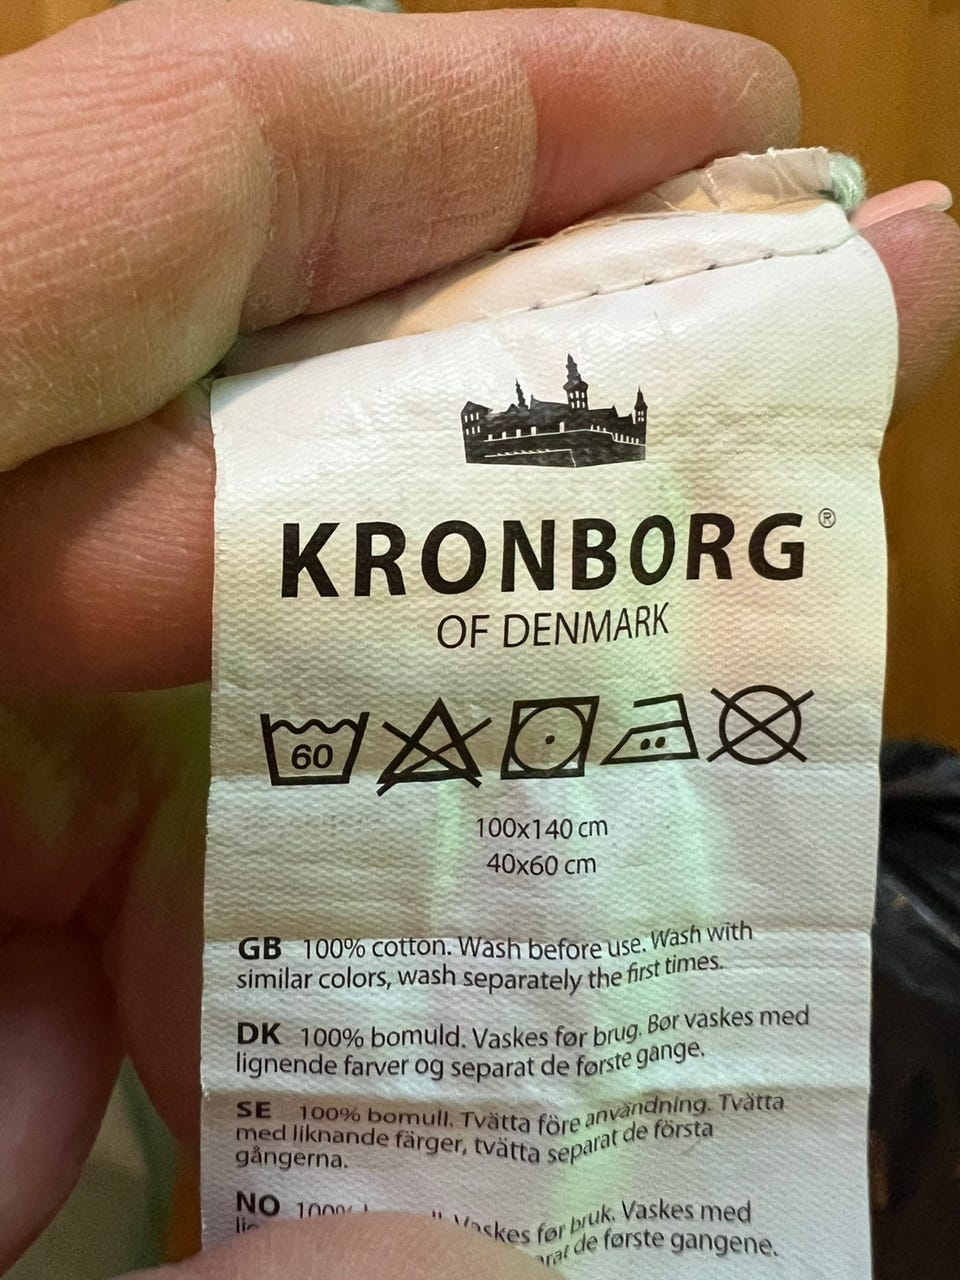 KRONBORG®
OF DENMARK
60
100x140 cm
40x60 cm
GB 100% cotton. Wash before use. Wash with
similar colors, wash separately the first times.
DK 100% bomuld. Vaskes før brug. Bør vaskes med
lignende farver og separat de første gange.
SE 100% bomull. Tvätta före användning. Tvätta
med liknande färger, tvätta separat de första
gångerna.
NO Vaskes før bruk. Vaskes med
de første gangene.